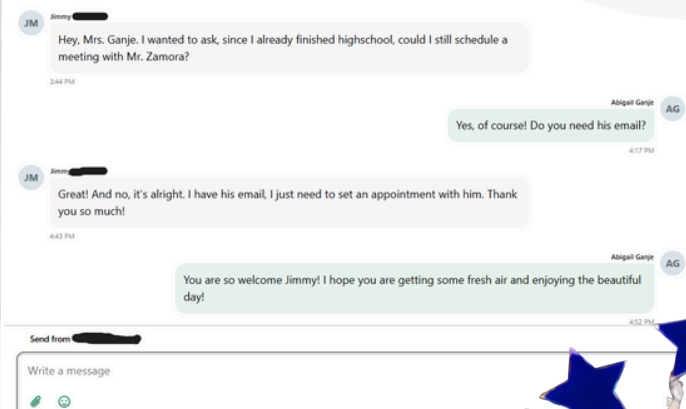 JM
Jimmy
Hey, Mrs. Ganje. I wanted to ask, since I already finished highschool, could I still schedule a
meeting with Mr. Zamora?
3:44 PM
Abigail Ganje
AG
Yes, of course! Do you need his email?
4:17 PM
JM
Jimmy
Great! And no, it's alright. I have his email, I just need to set an appointment with him. Thank
you so much!
4:43 PM
Abigail Ganje
AG
You are so welcome Jimmy! I hope you are getting some fresh air and enjoying the beautiful
day!
4:52 PM
Send from
Write a message